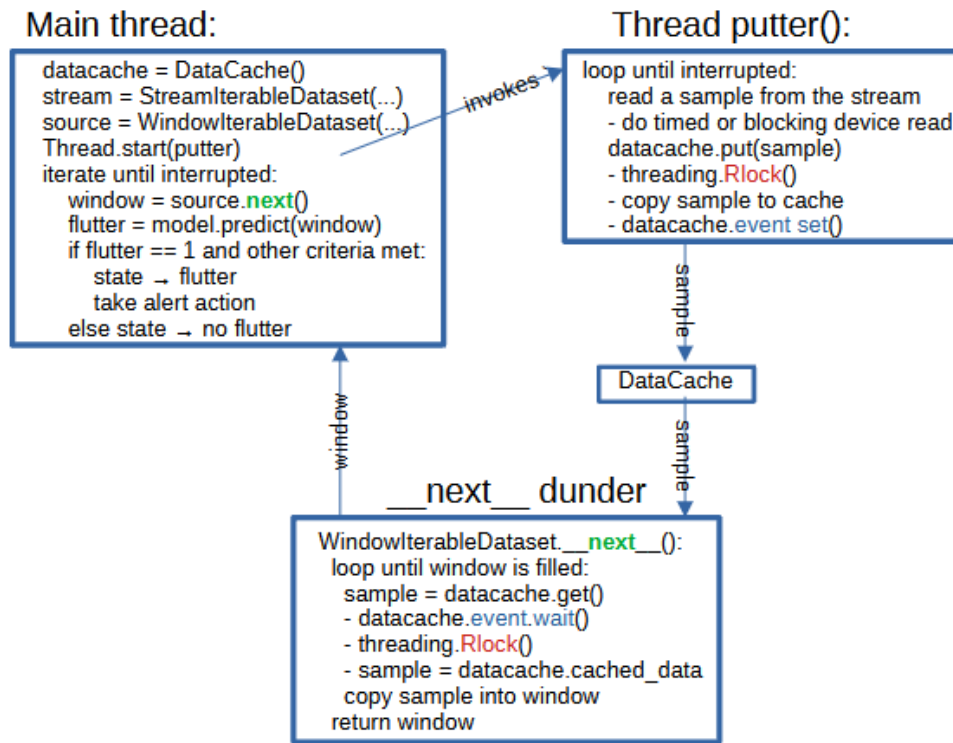 Main thread:
datacache = DataCache()
stream = StreamIterableDataset(...)
source = WindowIterableDataset(...)
Thread.start(putter)
iterate until interrupted:
window = source.next()
flutter = model.predict(window)
if flutter == 1 and other criteria met:
state → flutter
take alert action
else state → no flutter
invokes
Thread putter():
loop until interrupted:
read a sample from the stream
- do timed or blocking device read
datacache.put(sample)
- threading.Rlock()
- copy sample to cache
- datacache.event set()
sample
DataCache
sample
window
__next__ dunder
WindowIterableDataset.__next__():
loop until window is filled:
sample = datacache.get()
- datacache.event.wait()
- threading.Rlock()
- sample = datacache.cached_data
copy sample into window
return window